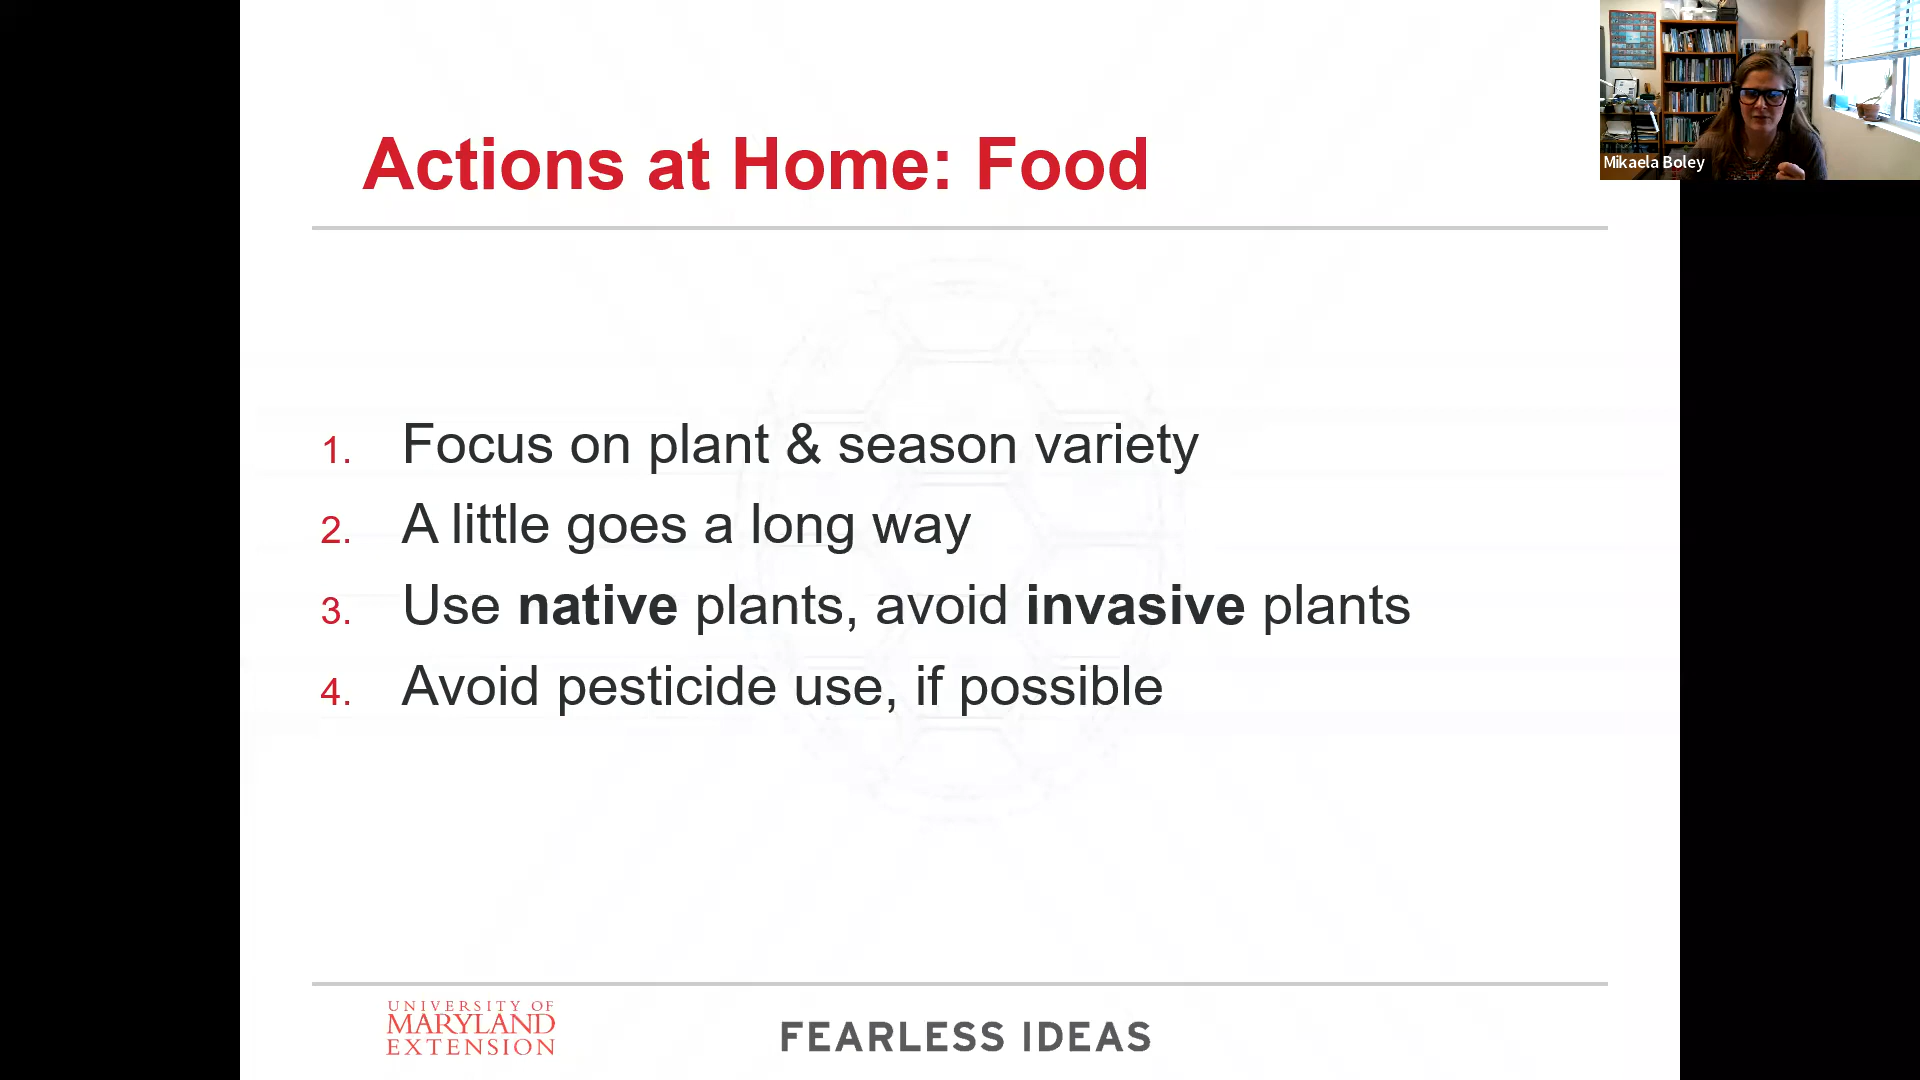 Actions at Home: Food
Mikaela Boley
1. Focus on plant & season variety
2. A little goes a long way
3. Use native plants, avoid invasive plants
4. Avoid pesticide use, if possible
UNIVERSITY OF
MARYLAND
EXTENSION
FEARLESS IDEAS